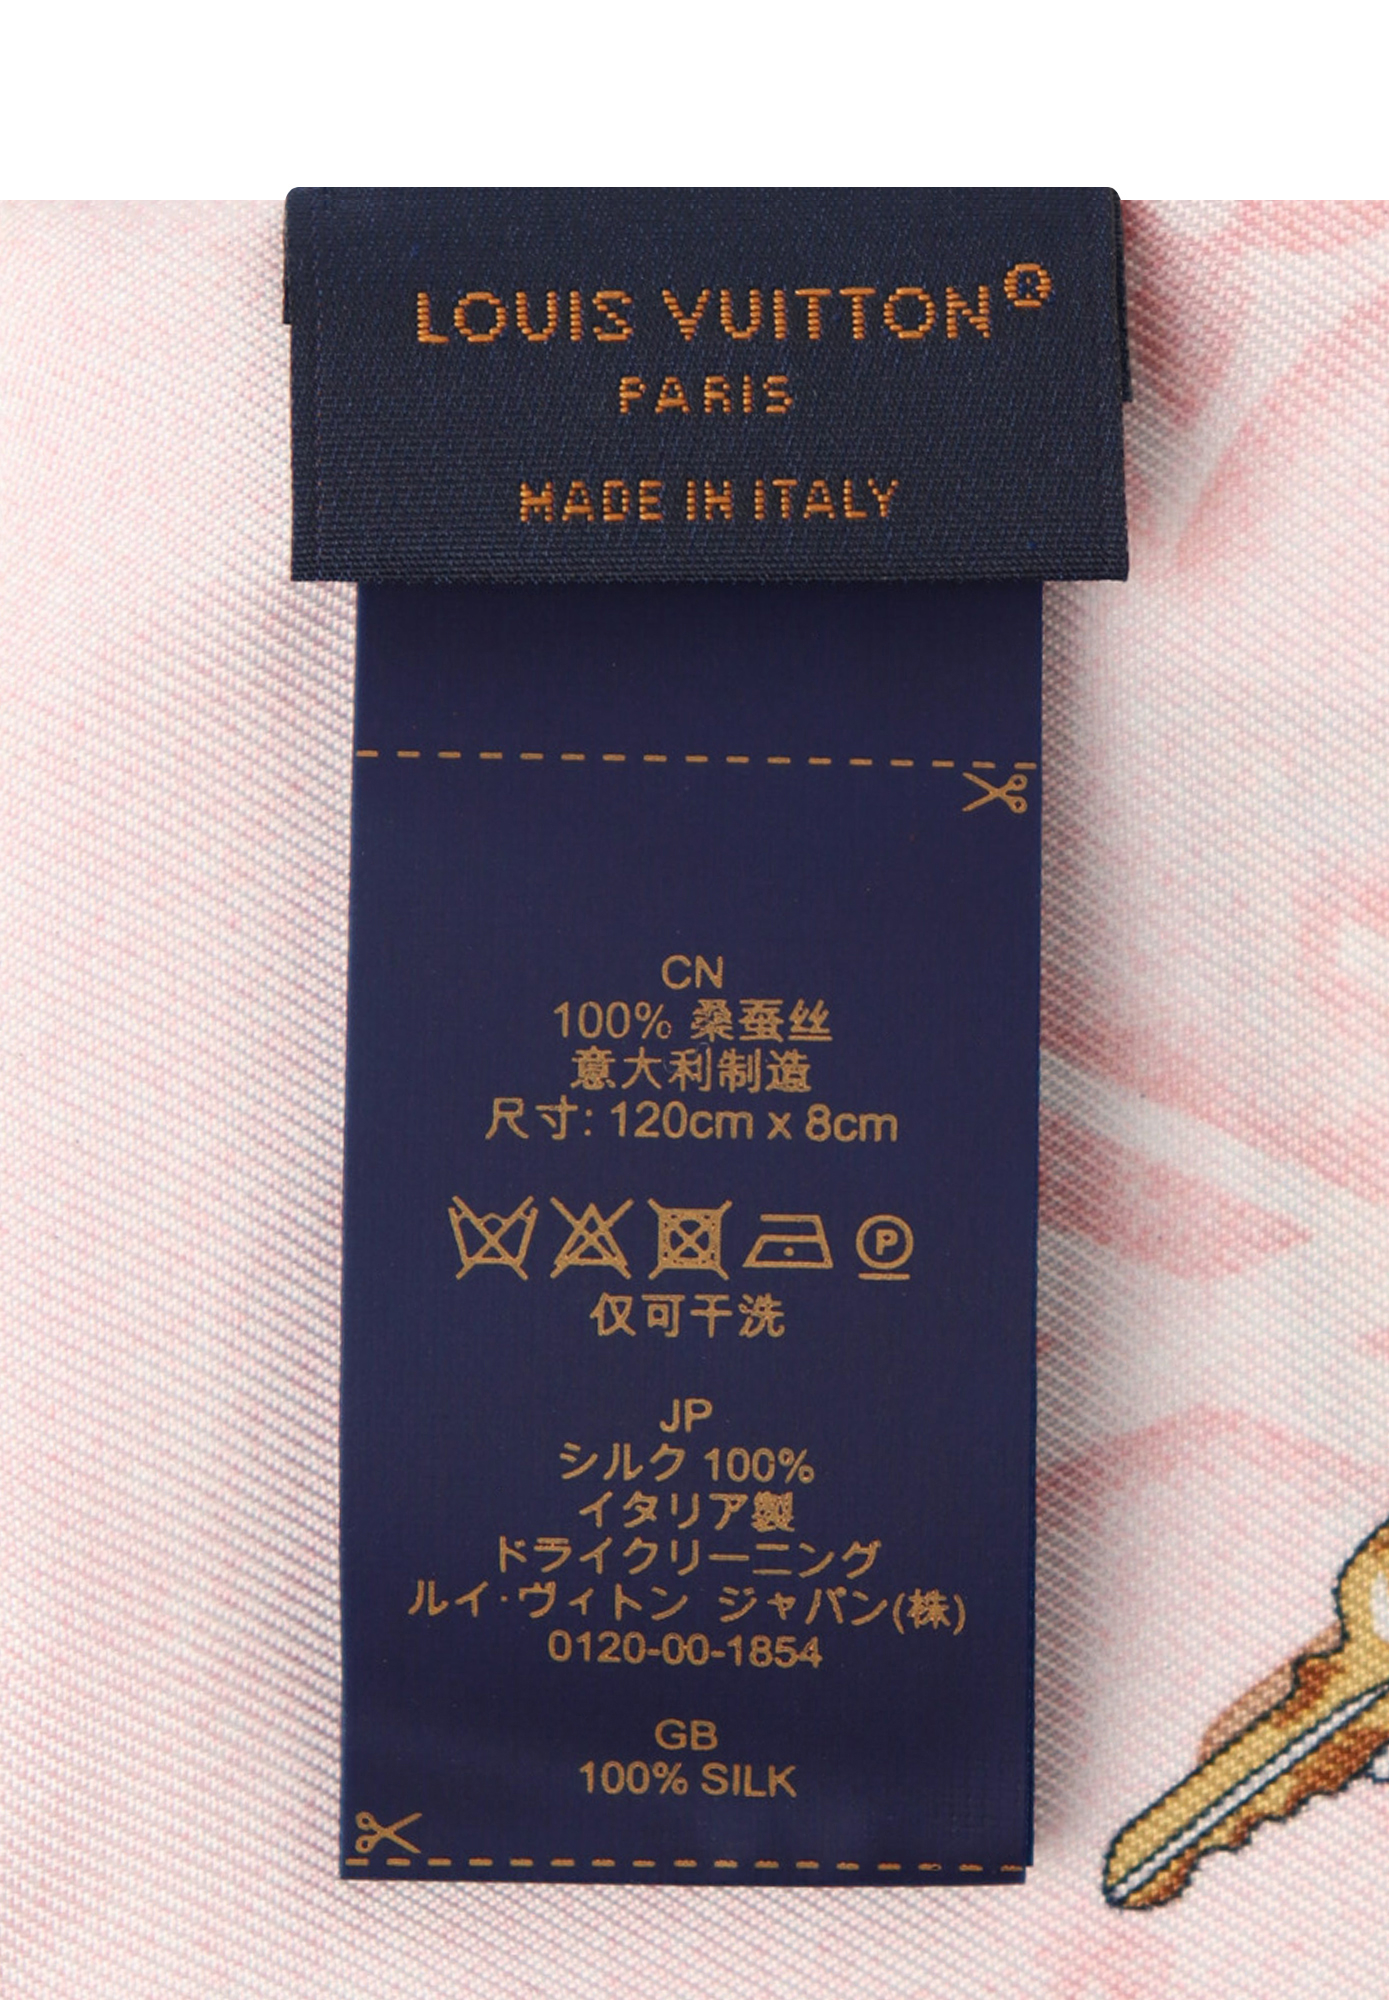 LOUIS VUITTON®
PARIS
MADE IN ITALY
CN
100% 桑蚕丝
意大利制造
尺寸: 120cm x 8cm
P
仅可干洗
JP
シルク 100%
イタリア製
ドライクリーニング
ルイ·ヴィトン ジャパン(株)
0120-00-1854
GB
100% SILK